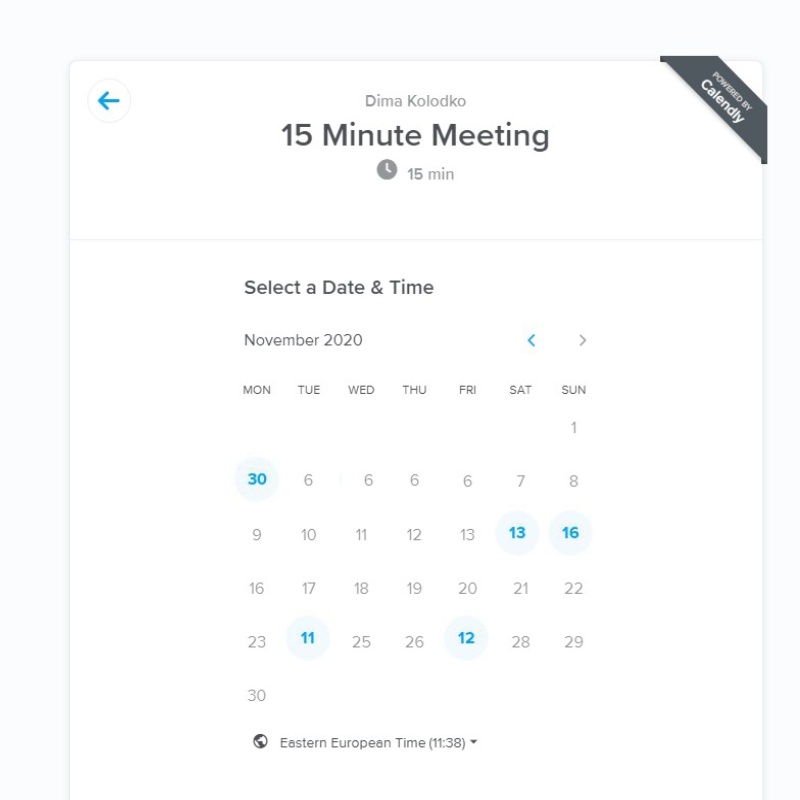 POWERED BY
Calendly
Dima Kolodko
15 Minute Meeting
15 min
Select a Date & Time
November 2020
MON TUE WED THU FRI SAT SUN
1
30 6 6 6 6 7 8
9 10 11 12 13 13 16
16 17 18 19 20 21 22
23 11 25 26 12 28 29
30
Eastern European Time (11:38)